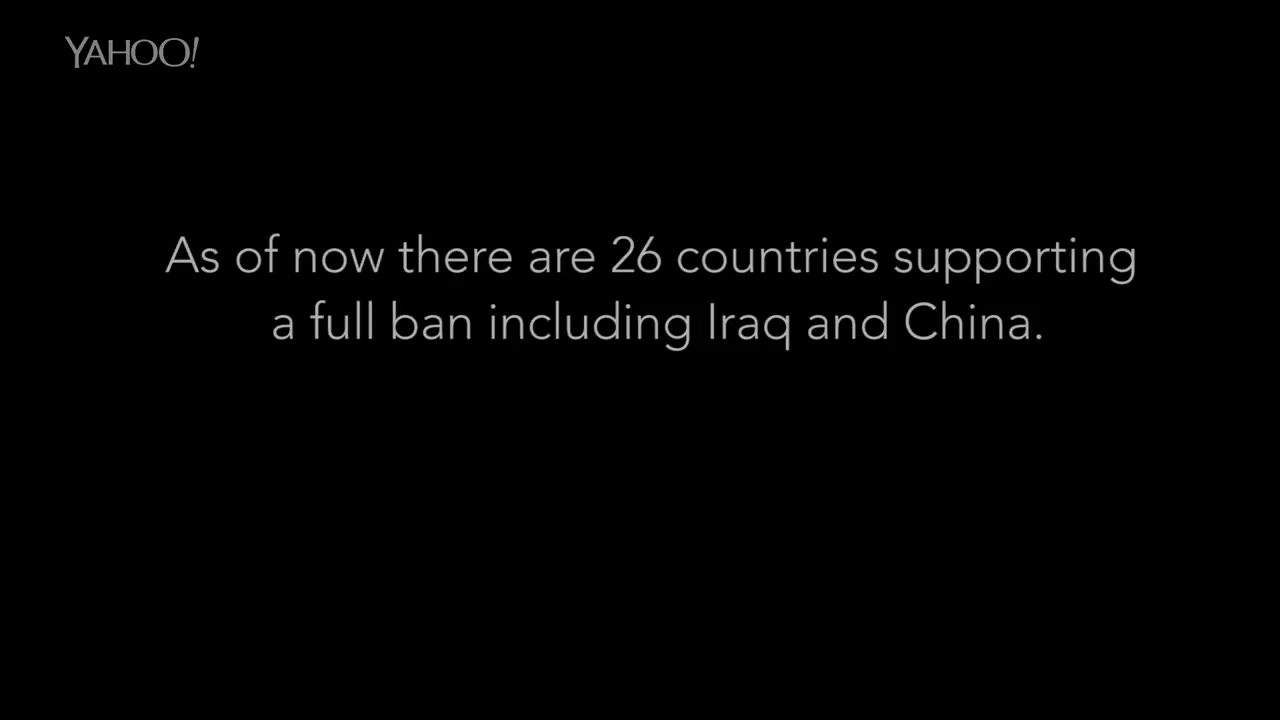 YAHOO!
As of now there are 26 countries supporting
a full ban including Iraq and China.